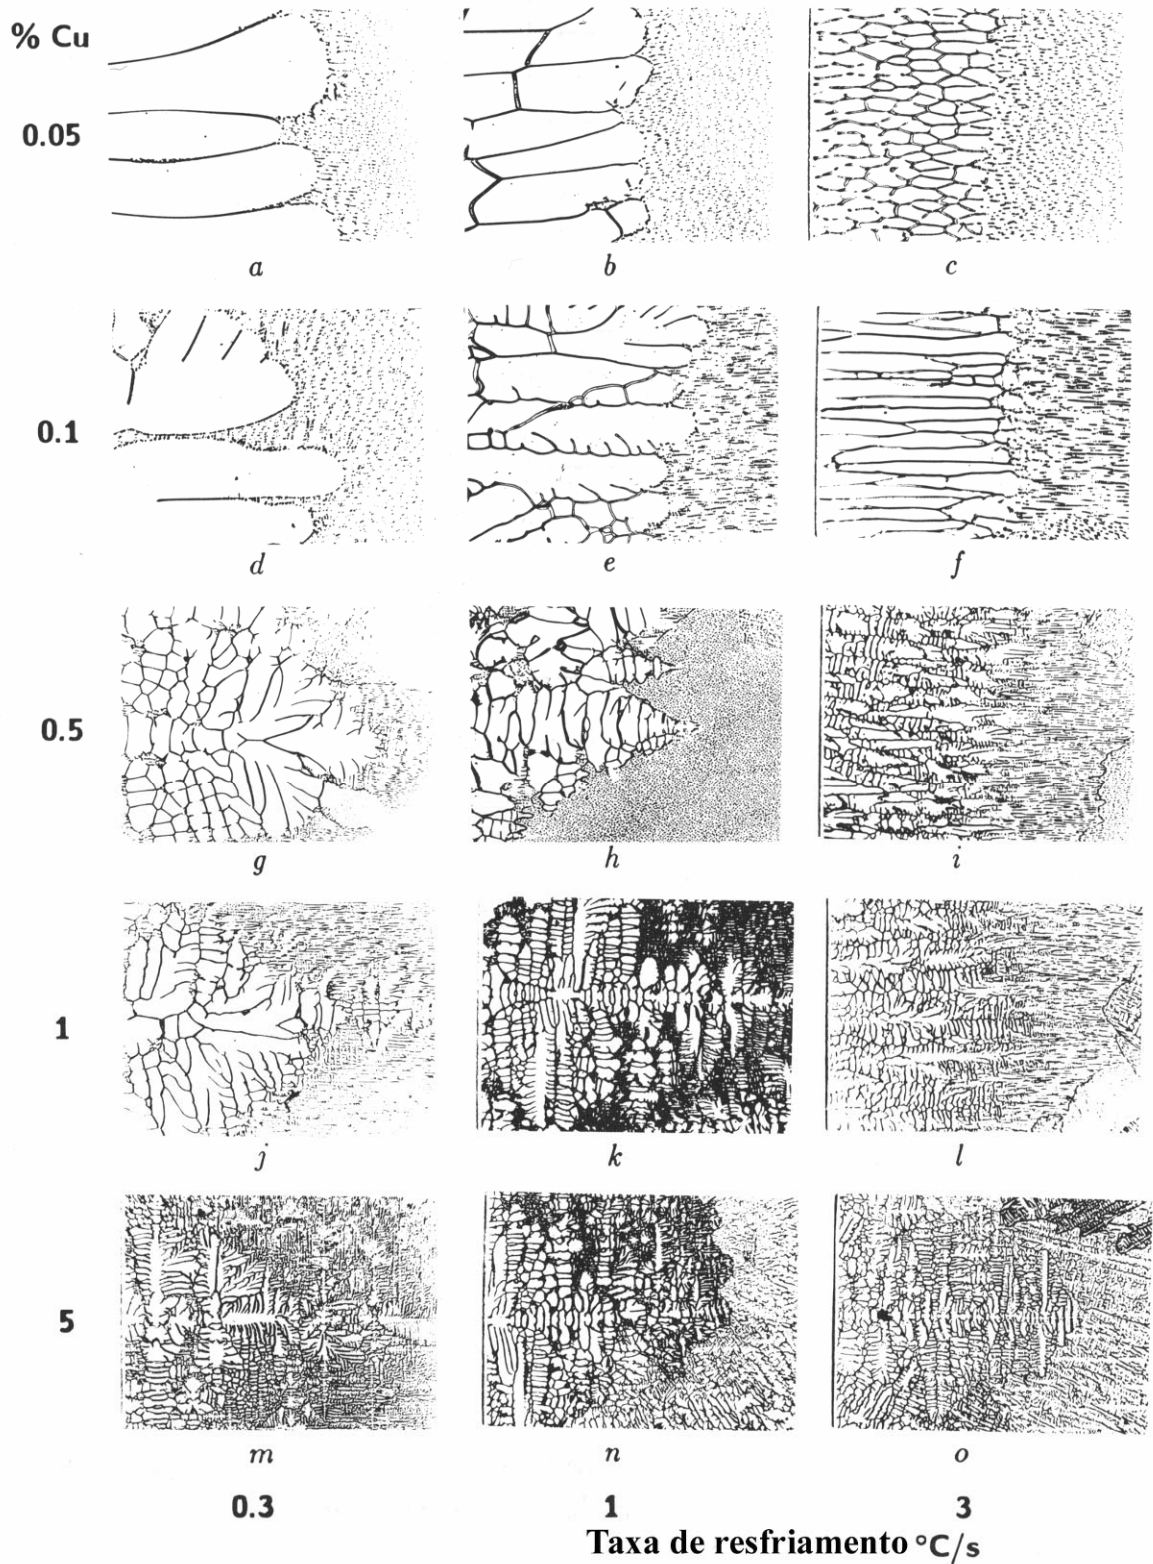 % Cu
0.05
a b c
0.1
d e f
0.5
g h i
1
j k l
5
m n o
0.3 1 3
Taxa de resfriamento °C/s